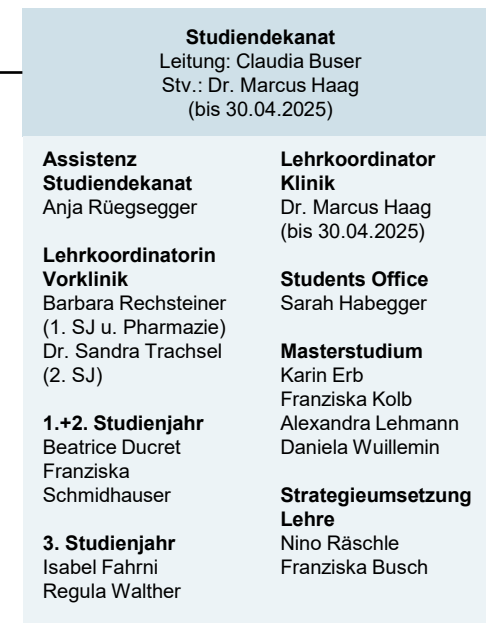 Studiendekanat
Leitung: Claudia Buser
Stv.: Dr. Marcus Haag
(bis 30.04.2025)
Assistenz
Studiendekanat
Anja Rüegsegger
Lehrkoordinatorin
Vorklinik
Barbara Rechsteiner
(1. SJ u. Pharmazie)
Dr. Sandra Trachsel
(2. SJ)
1.+2. Studienjahr
Beatrice Ducret
Franziska
Schmidhauser
3. Studienjahr
Isabel Fahrni
Regula Walther
Lehrkoordinator
Klinik
Dr. Marcus Haag
(bis 30.04.2025)
Students Office
Sarah Habegger
Masterstudium
Karin Erb
Franziska Kolb
Alexandra Lehmann
Daniela Wuillemin
Strategieumsetzung
Lehre
Nino Räschle
Franziska Busch